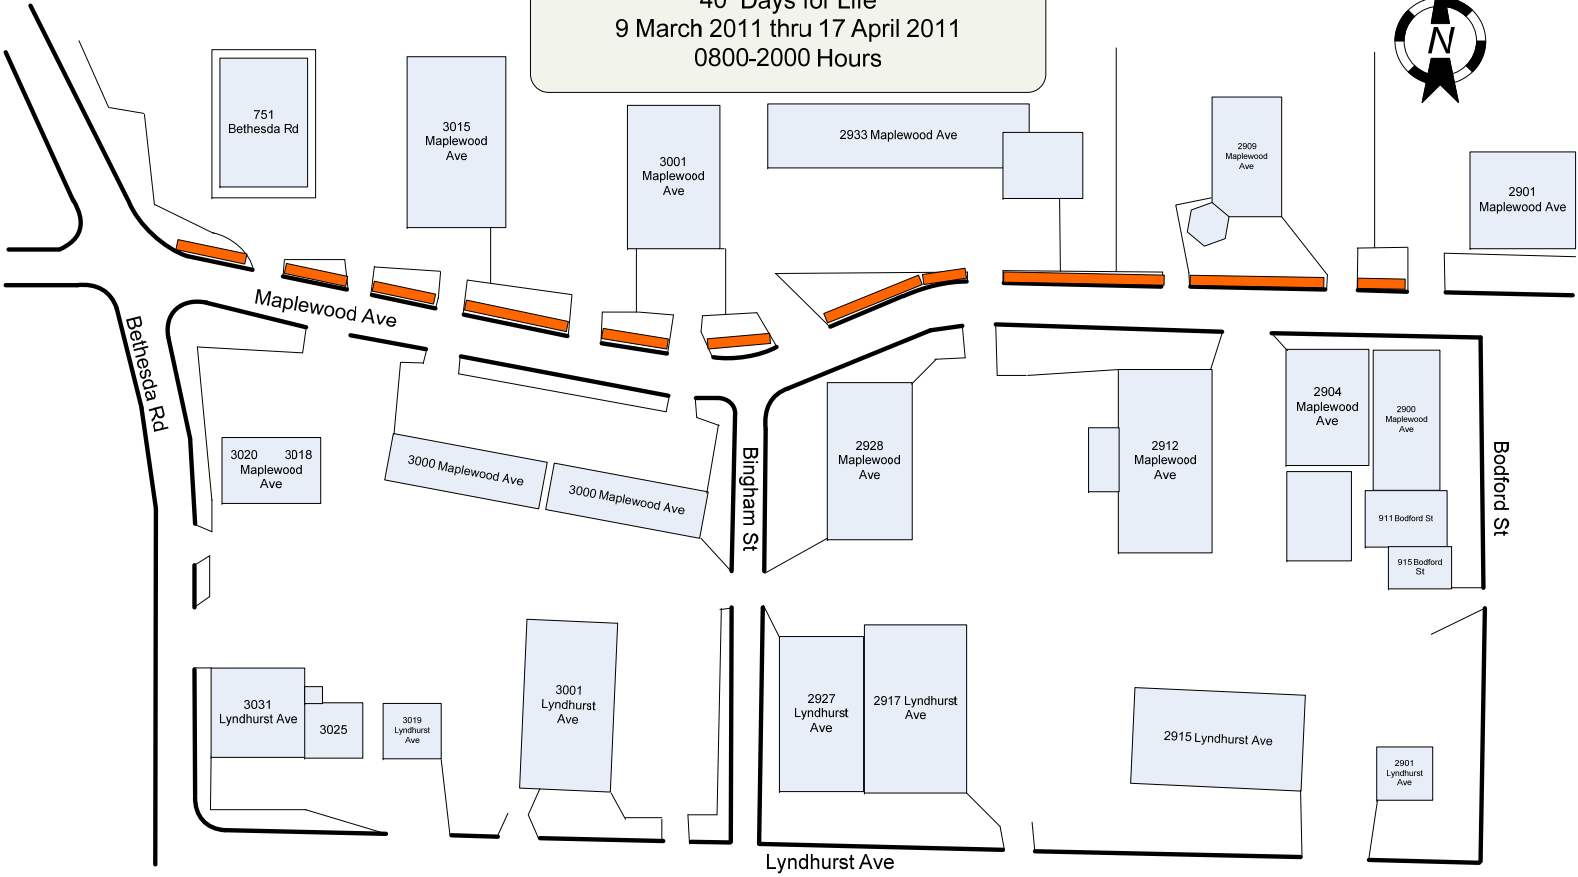 40 Days for Life
9 March 2011 thru 17 April 2011
0800-2000 Hours
N
751
Bethesda Rd
3015
Maplewood
Ave
3001
Maplewood
Ave
2933 Maplewood Ave
2909
Maplewood
Ave
2901
Maplewood Ave
Maplewood Ave
Bethesda Rd
3020 3018
Maplewood
Ave
3000 Maplewood Ave
3000 Maplewood Ave
Bingham St
2928
Maplewood
Ave
2912
Maplewood
Ave
2904
Maplewood
Ave
2900
Maplewood
Ave
911 Bodford St
915 Bodford
St
Bodford St
3031
Lyndhurst Ave
3025
3019
Lyndhurst
Ave
3001
Lyndhurst
Ave
2927
Lyndhurst
Ave
2917 Lyndhurst
Ave
2915 Lyndhurst Ave
2901
Lyndhurst
Ave
Lyndhurst Ave